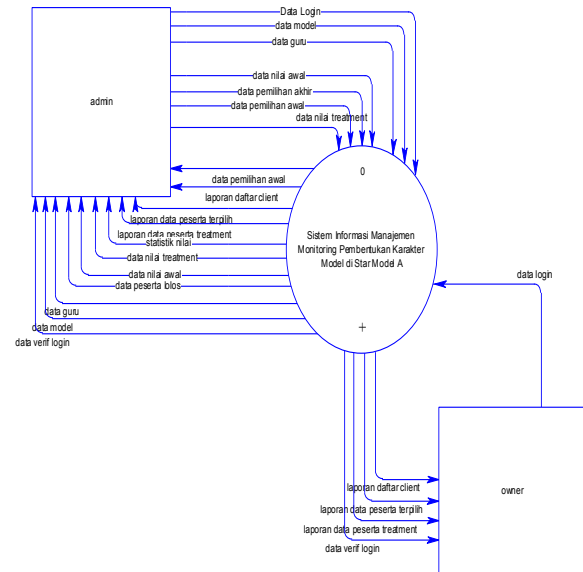 Data Login
data model
data guru
data nilai awal
data pemilihan akhir
data pemilihan awal
data nilai treatment
admin
0
Sistem Informasi Manajemen
Monitoring Pembentukan Karakter
Model di Star Model A
+
data pemilihan awal
laporan daftar client
laporan data peserta terpilih
laporan data peserta treatment
statistik nilai
data nilai treatment
data nilai awal
data peserta lolos
data guru
data model
data verif login
data login
owner
laporan daftar client
laporan data peserta terpilih
laporan data peserta treatment
data verif login